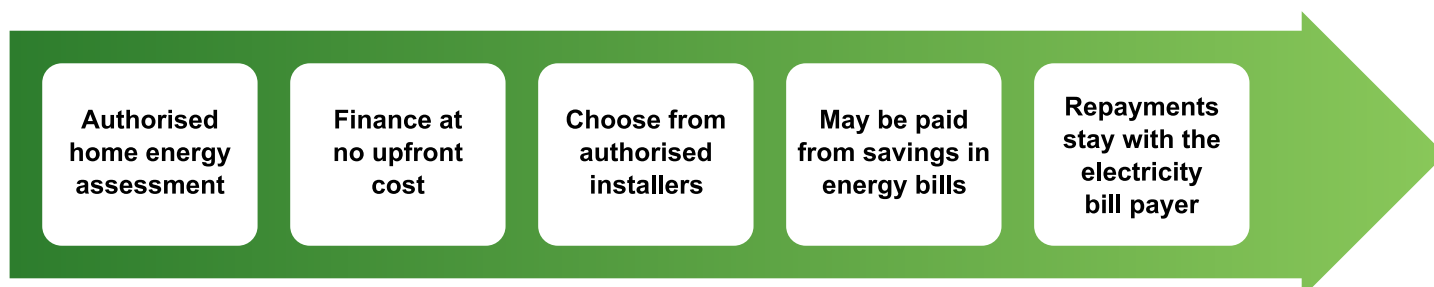 Authorised
home energy
assessment
Finance at
no upfront
cost
Choose from
authorised
installers
May be paid
from savings in
energy bills
Repayments
stay with the
electricity
bill payer